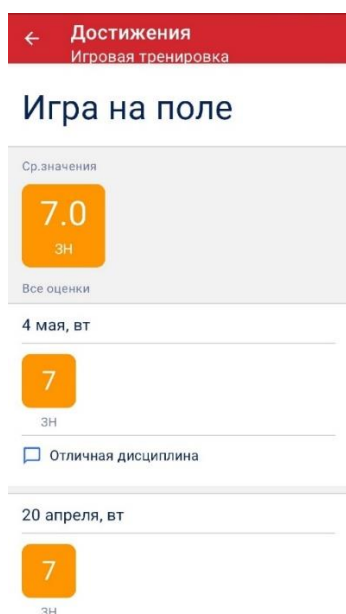 Достижения
Игровая тренировка
Игра на поле
Ср.значения
7.0
ЗН
Все оценки
4 мая, вт
7
ЗН
Отличная дисциплина
20 апреля, вт
7
ЗН